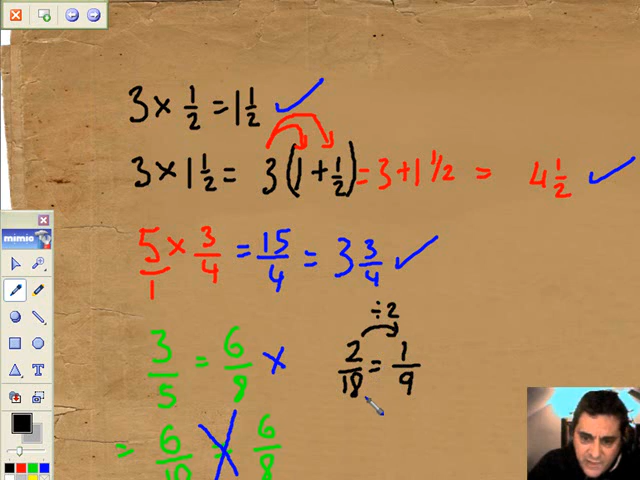 3 × 1/2 = 1 1/2 ✓
3 × 1 1/2 = 3(1 + 1/2) = 3 + 1 1/2 = 4 1/2 ✓
5/1 × 3/4 = 15/4 = 3 3/4 ✓
÷2
3/5 = 6/8 ×
2/18 = 1/9
= 6/10 = 6/8
mimio
T